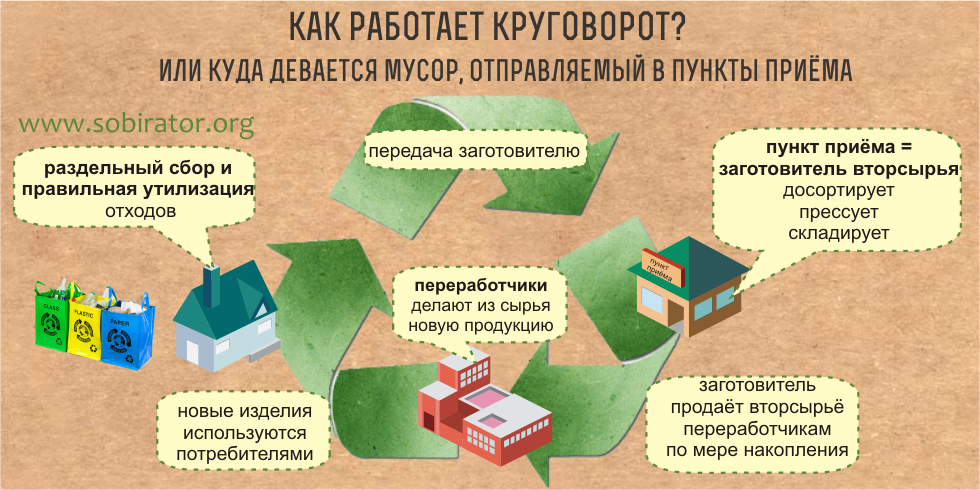 КАК РАБОТАЕТ КРУГОВОРОТ?
ИЛИ КУДА ДЕВАЕТСЯ МУСОР, ОТПРАВЛЯЕМЫЙ В ПУНКТЫ ПРИЁМА
www.sobirator.org
раздельный сбор и
правильная утилизация
отходов
передача заготовителю
пункт приёма =
заготовитель вторсырья
досортирует
прессует
складирует
пункт
приёма
GLASS
PLASTIC
PAPER
переработчики
делают из сырья
новую продукцию
новые изделия
используются
потребителями
заготовитель
продаёт вторсырьё
переработчикам
по мере накопления